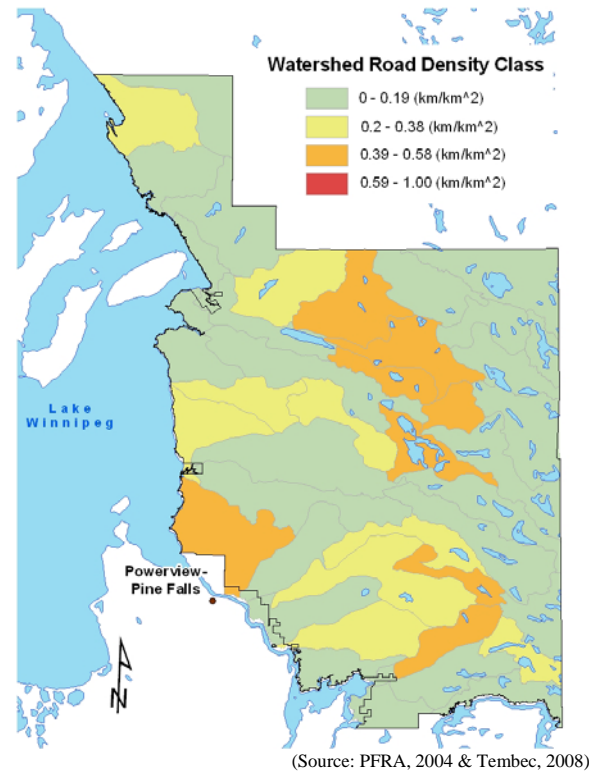 Watershed Road Density Class
0 - 0.19 (km/km^2)
0.2 - 0.38 (km/km^2)
0.39 - 0.58 (km/km^2)
0.59 - 1.00 (km/km^2)
Lake
Winnipeg
Powerview-
Pine Falls
N
(Source: PFRA, 2004 & Tembec, 2008)